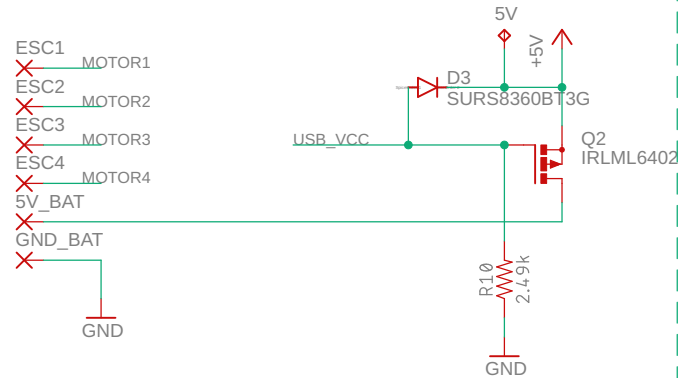 5V
+5V
ESC1
MOTOR1
ESC2
MOTOR2
ESC3
MOTOR3
ESC4
MOTOR4
5V_BAT
GND_BAT
GND
D3
SURS8360BT3G
USB_VCC
Q2
IRLML6402
R10
2.49k
GND